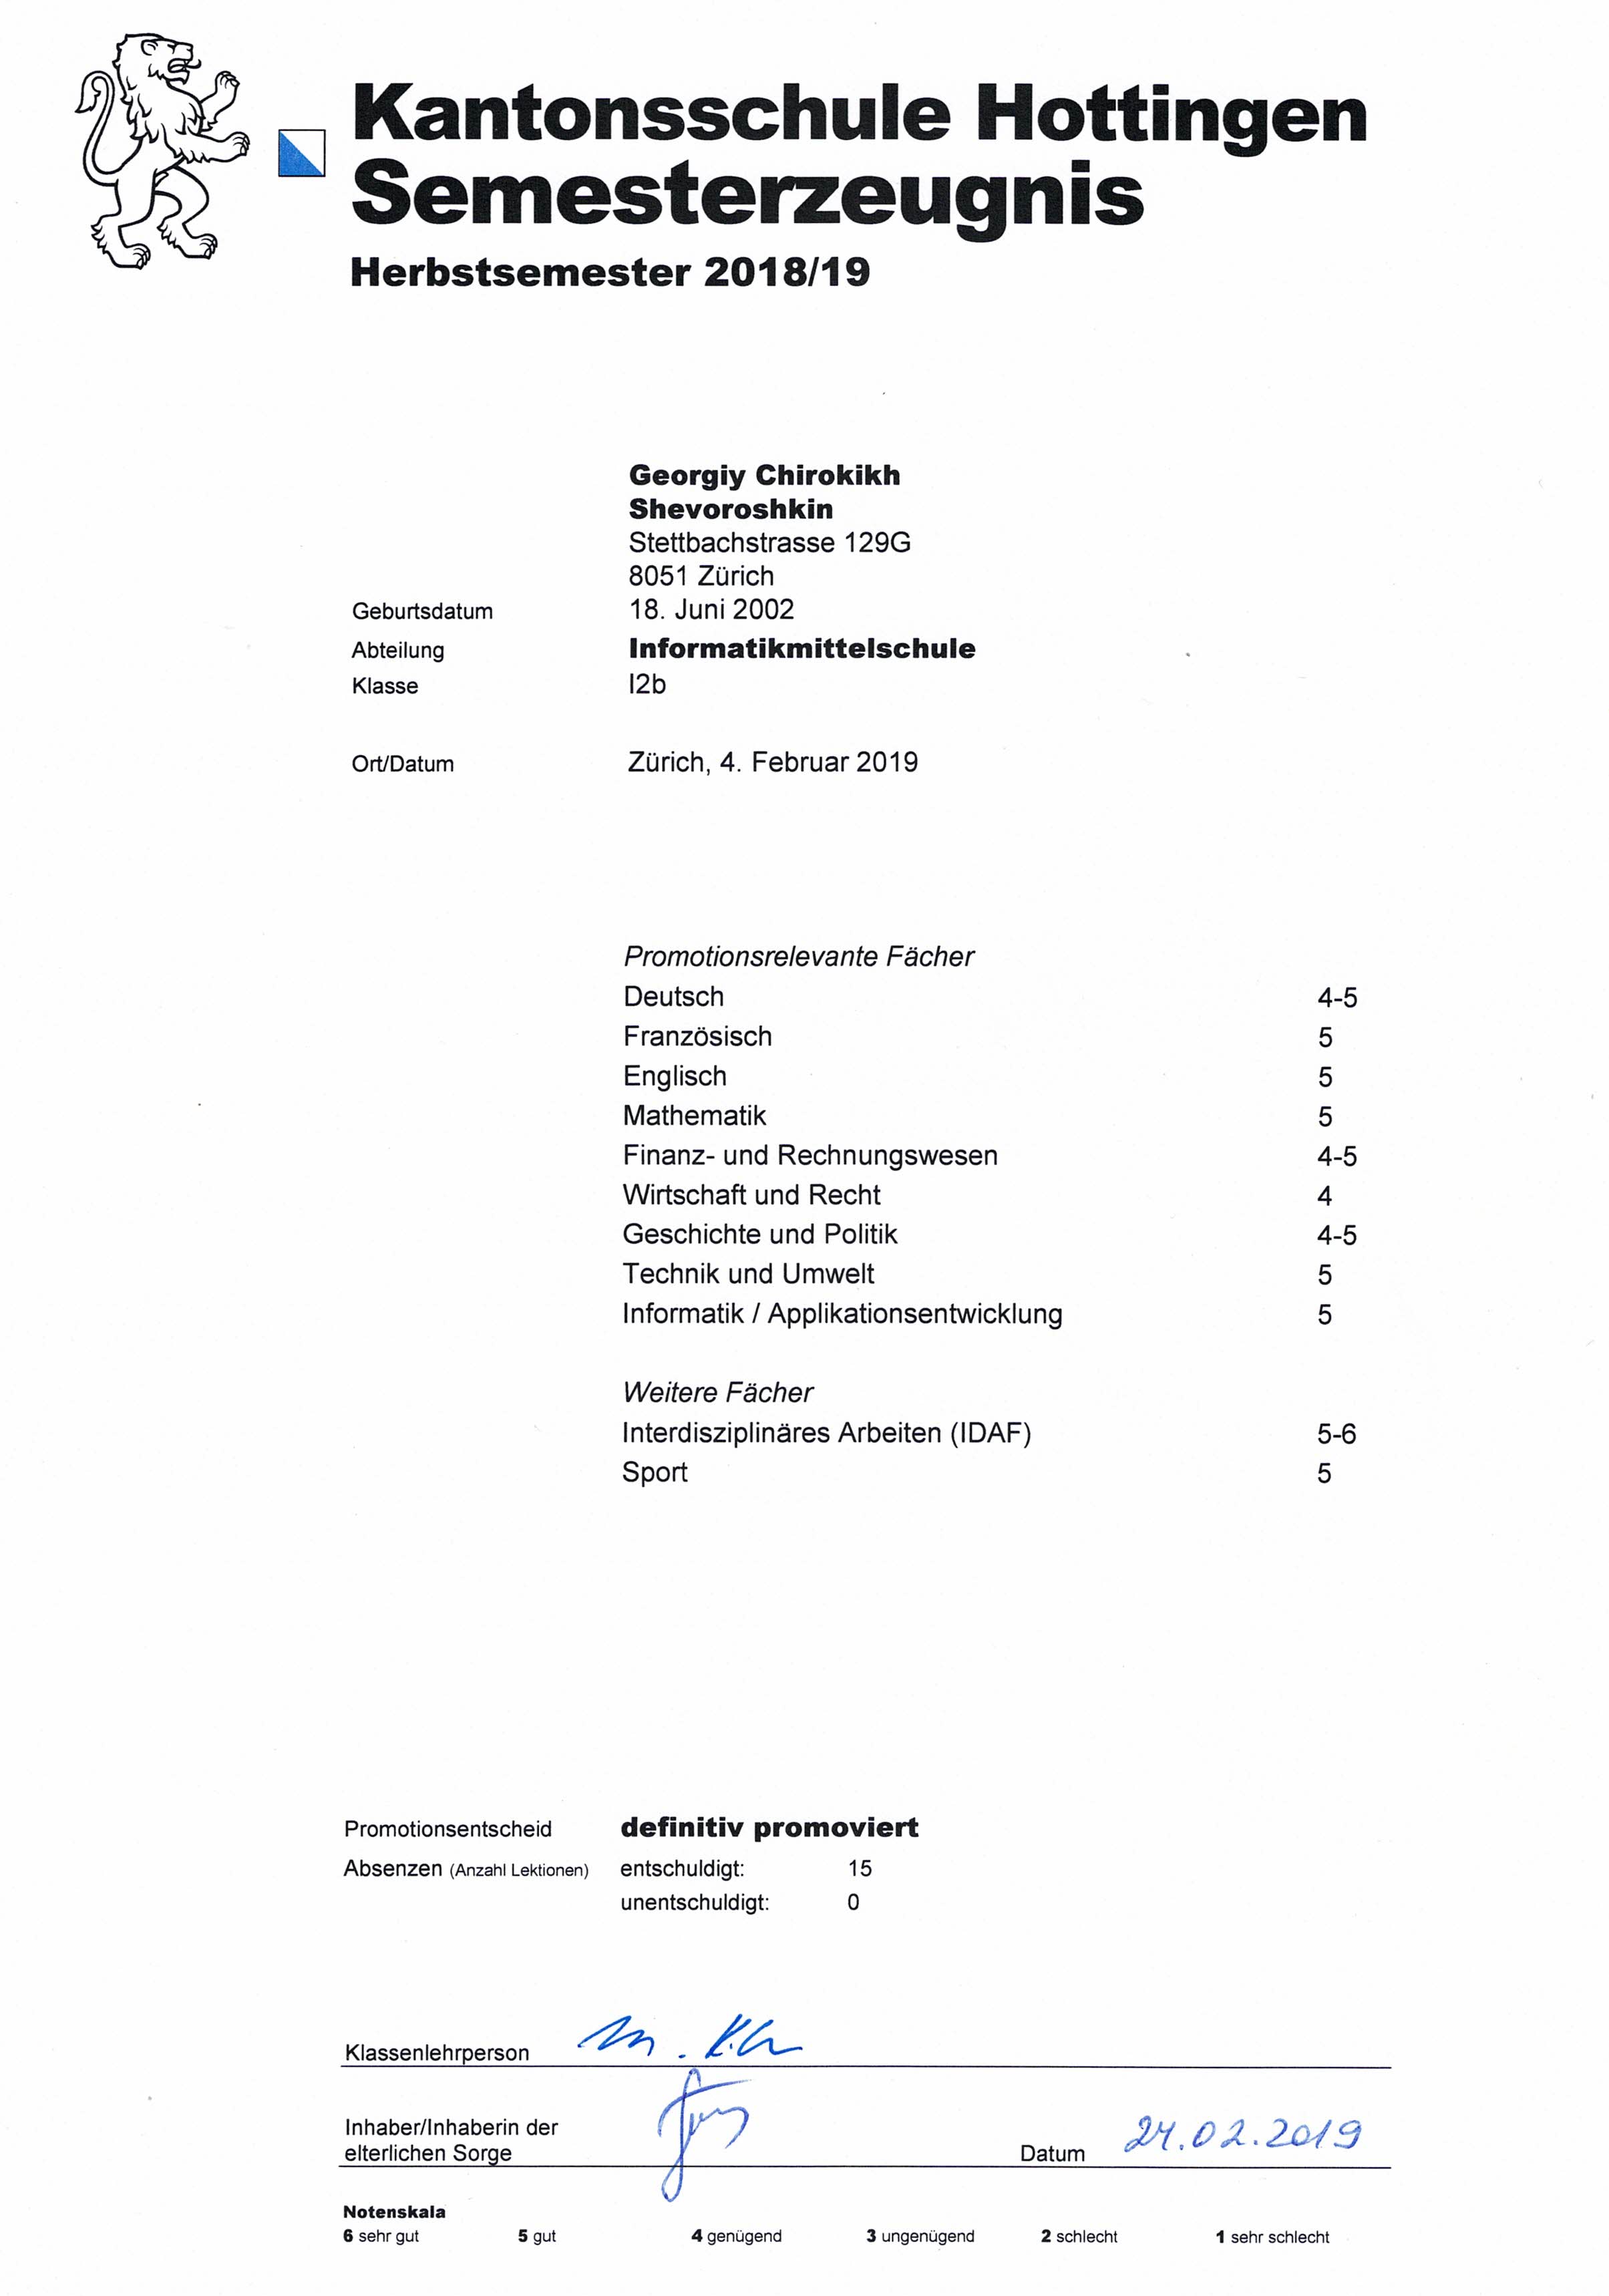 Kantonsschule Hottingen
Semesterzeugnis
Herbstsemester 2018/19
Georgiy Chirokikh
Shevoroshkin
Stettbachstrasse 129G
8051 Zürich
Geburtsdatum 18. Juni 2002
Abteilung Informatikmittelschule
Klasse I2b
Ort/Datum Zürich, 4. Februar 2019
Promotionsrelevante Fächer
Deutsch 4-5
Französisch 5
Englisch 5
Mathematik 5
Finanz- und Rechnungswesen 4-5
Wirtschaft und Recht 4
Geschichte und Politik 4-5
Technik und Umwelt 5
Informatik / Applikationsentwicklung 5
Weitere Fächer
Interdisziplinäres Arbeiten (IDAF) 5-6
Sport 5
Promotionsentscheid definitiv promoviert
Absenzen (Anzahl Lektionen) entschuldigt: 15
unentschuldigt: 0
Klassenlehrperson
Inhaber/Inhaberin der
elterlichen Sorge Datum 24.02.2019
Notenskala
6 sehr gut 5 gut 4 genügend 3 ungenügend 2 schlecht 1 sehr schlecht